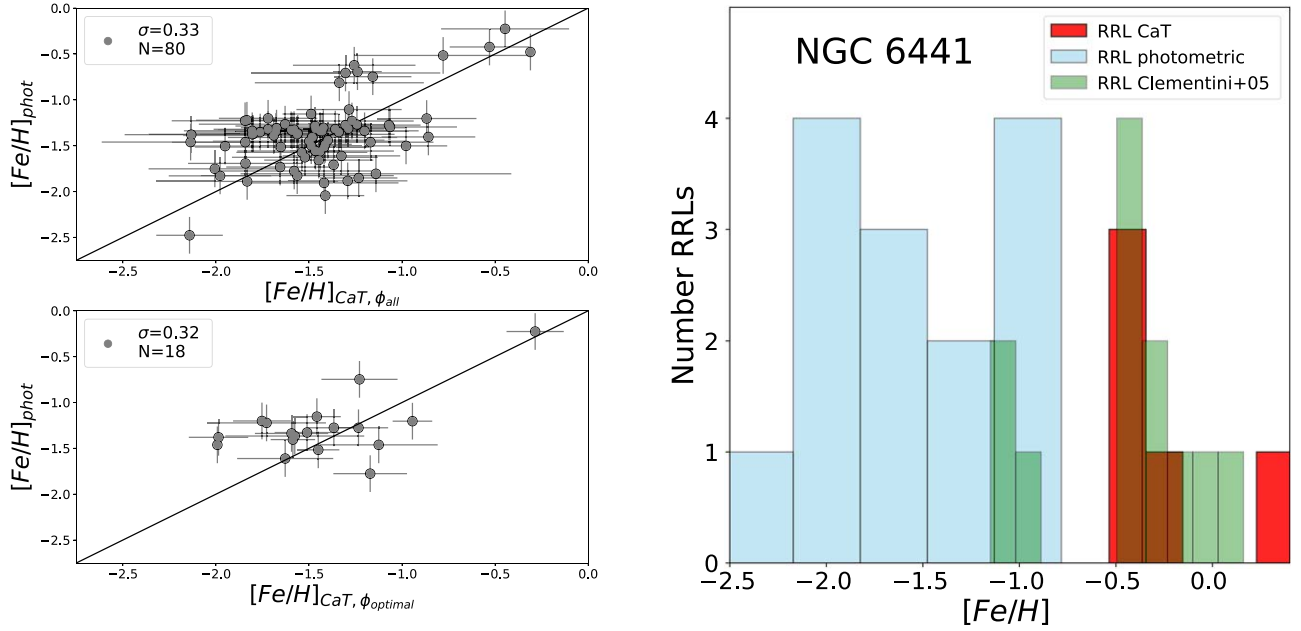 0.0
σ=0.33
N=80
−0.5
−1.0
[Fe/H]phot
−1.5
−2.0
−2.5
−2.5 −2.0 −1.5 −1.0 −0.5 0.0
[Fe/H]CaT, ϕall
0.0
σ=0.32
N=18
−0.5
−1.0
[Fe/H]phot
−1.5
−2.0
−2.5
−2.5 −2.0 −1.5 −1.0 −0.5 0.0
[Fe/H]CaT, ϕoptimal
NGC 6441
RRL CaT
RRL photometric
RRL Clementini+05
4
3
Number RRLs
2
1
0
−2.5 −2.0 −1.5 −1.0 −0.5 0.0
[Fe/H]